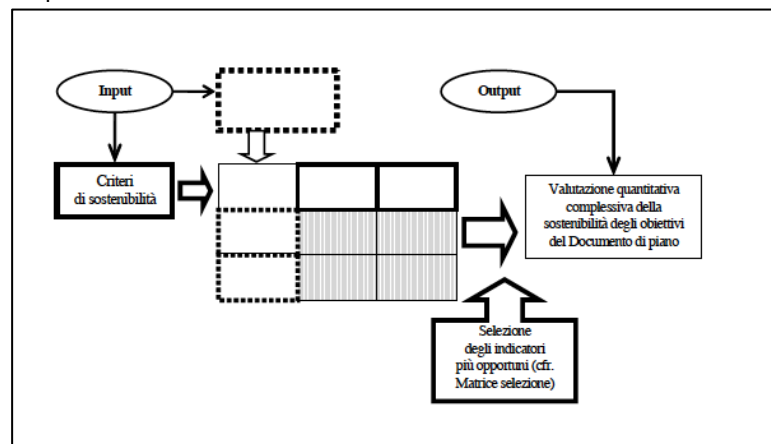 Input
Output
Criteri
di sostenibilità
Valutazione quantitativa
complessiva della
sostenibilità degli obiettivi
del Documento di piano
Selezione
degli indicatori
più opportuni (cfr.
Matrice selezione)